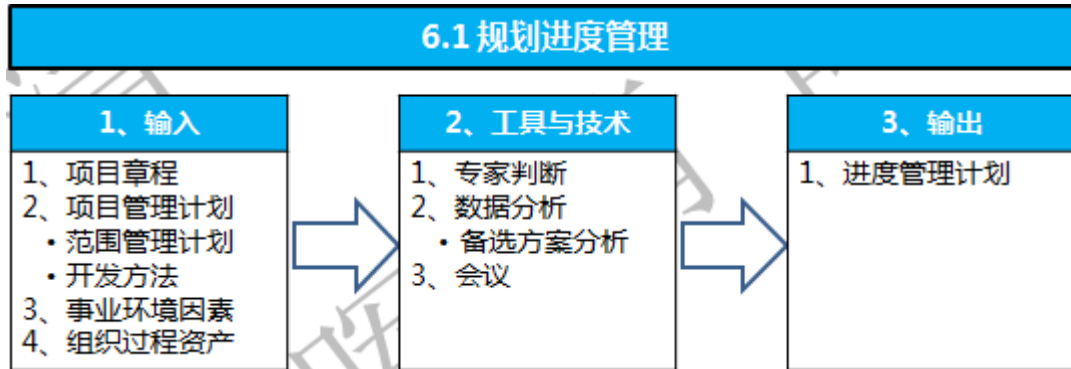 6.1 规划进度管理
1、输入
1、项目章程
2、项目管理计划
•范围管理计划
•开发方法
3、事业环境因素
4、组织过程资产
2、工具与技术
1、专家判断
2、数据分析
•备选方案分析
3、会议
3、输出
1、进度管理计划